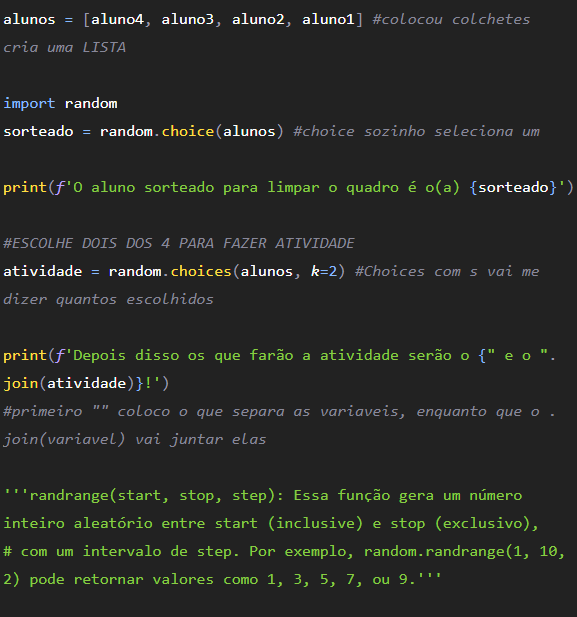 alunos = [aluno4, aluno3, aluno2, aluno1] #colocou colchetes
cria uma LISTA
import random
sorteado = random.choice(alunos) #choice sozinho seleciona um
print(f'O aluno sorteado para limpar o quadro é o(a) {sorteado}')
#ESCOLHE DOIS DOS 4 PARA FAZER ATIVIDADE
atividade = random.choices(alunos, k=2) #Choices com s vai me
dizer quantos escolhidos
print(f'Depois disso os que farão a atividade serão o {" e o ".
join(atividade)}!')
#primeiro "" coloco o que separa as variaveis, enquanto que o .
join(variavel) vai juntar elas
'''randrange(start, stop, step): Essa função gera um número
inteiro aleatório entre start (inclusive) e stop (exclusivo),
# com um intervalo de step. Por exemplo, random.randrange(1, 10,
2) pode retornar valores como 1, 3, 5, 7, ou 9.'''